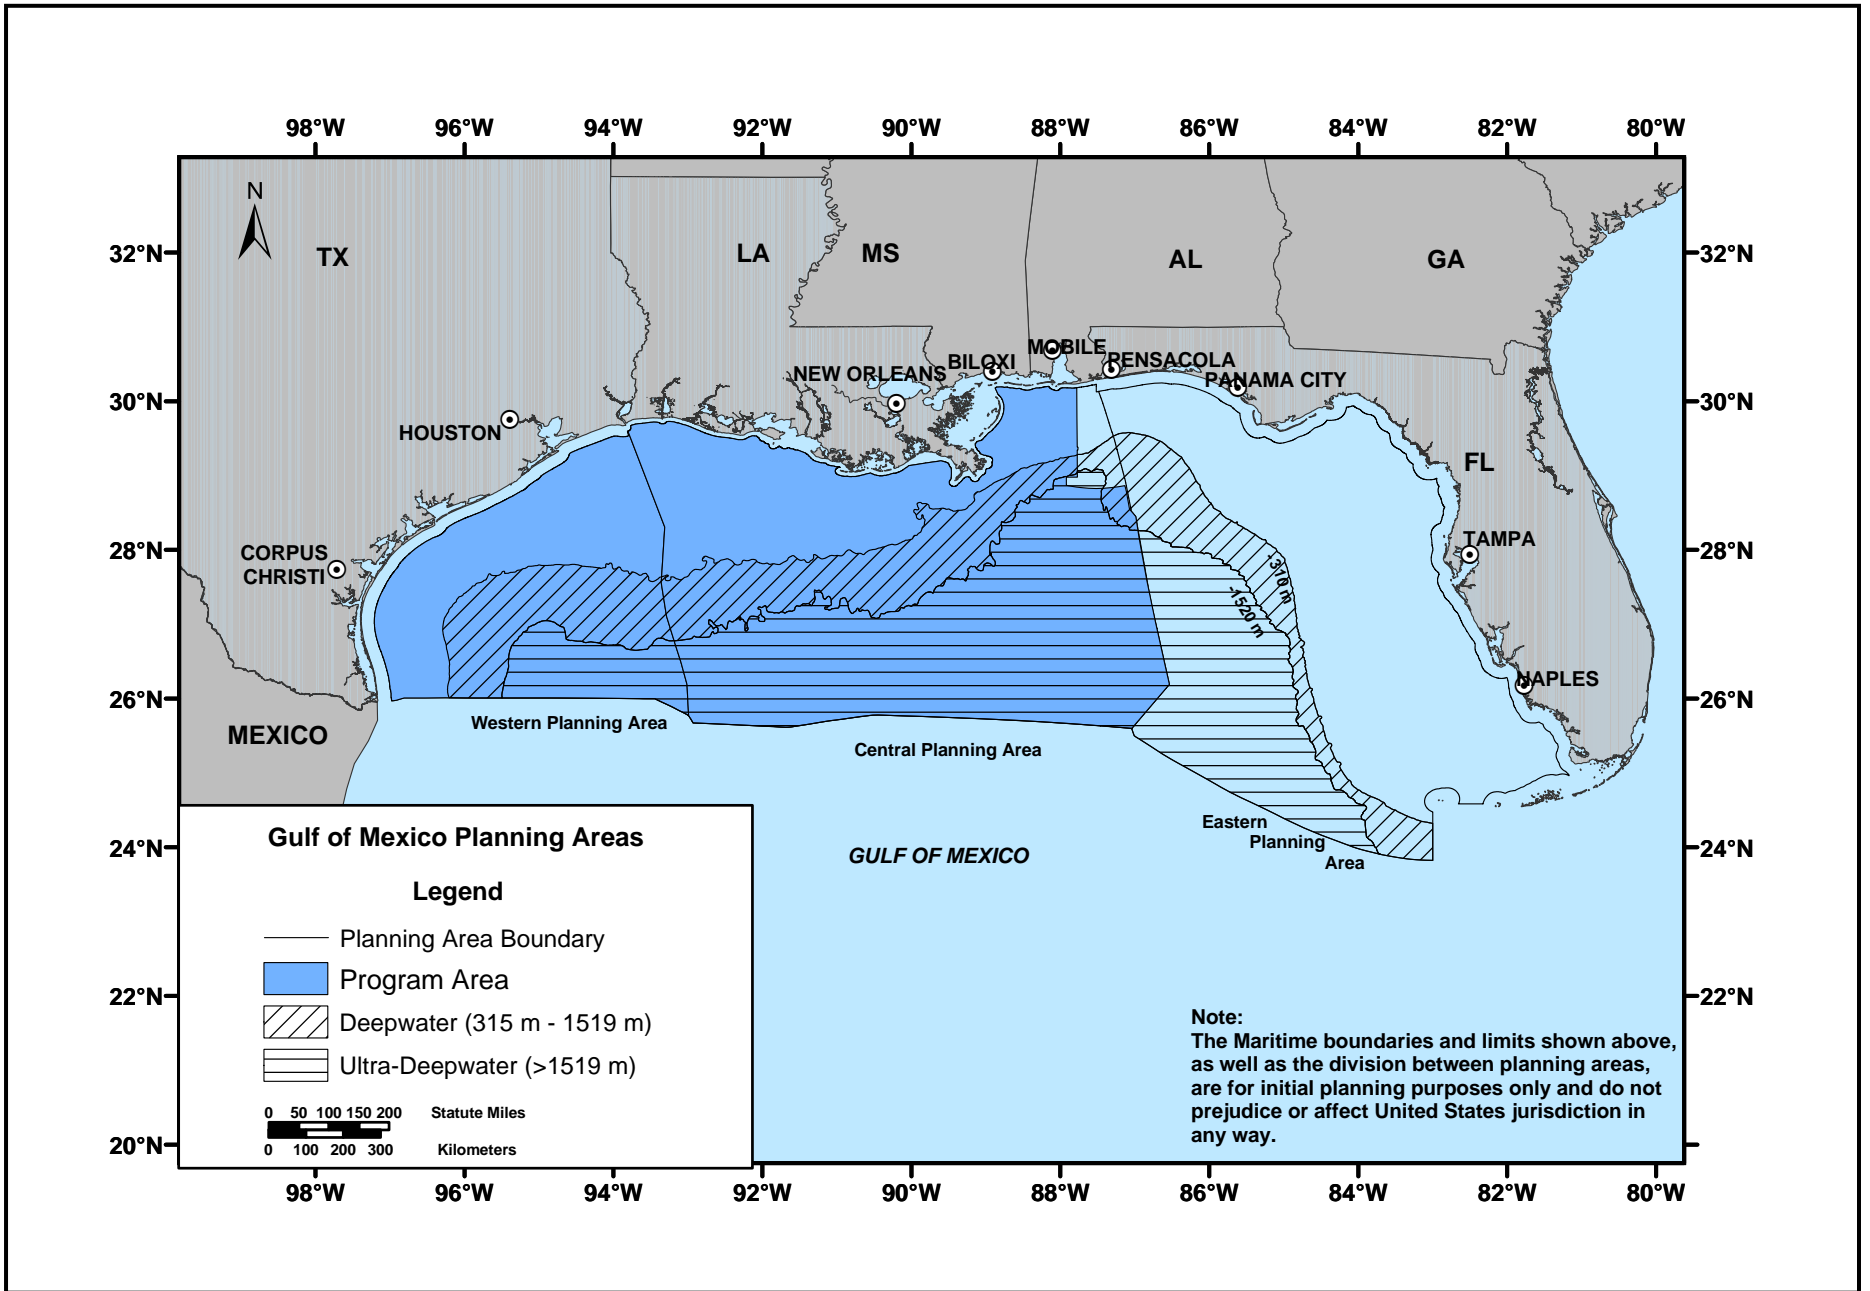 98°W 96°W 94°W 92°W 90°W 88°W 86°W 84°W 82°W 80°W
N
32°N
TX
LA
MS
AL
GA
32°N
MOBILE
BILOXI
PENSACOLA
NEW ORLEANS
PANAMA CITY
30°N
30°N
HOUSTON
FL
TAMPA
28°N
28°N
CORPUS
CHRISTI
-310 m
-1520 m
NAPLES
26°N
26°N
Western Planning Area
MEXICO
Central Planning Area
Eastern
Planning
Area
24°N
24°N
GULF OF MEXICO
Gulf of Mexico Planning Areas
Legend
Planning Area Boundary
Program Area
Deepwater (315 m - 1519 m)
Ultra-Deepwater (>1519 m)
0 50 100 150 200 Statute Miles
0 100 200 300 Kilometers
22°N
22°N
20°N
20°N
Note:
The Maritime boundaries and limits shown above,
as well as the division between planning areas,
are for initial planning purposes only and do not
prejudice or affect United States jurisdiction in
any way.
98°W 96°W 94°W 92°W 90°W 88°W 86°W 84°W 82°W 80°W